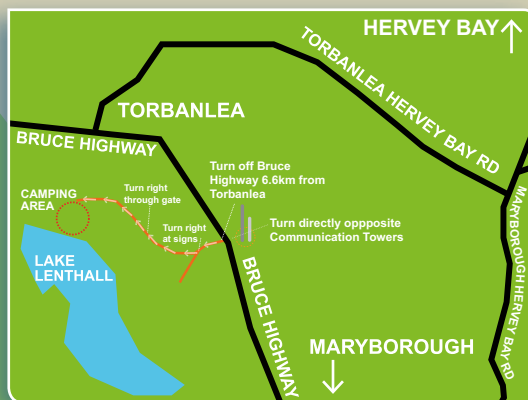 HERVEY BAY
TORBANLEA HERVEY BAY RD
TORBANLEA
BRUCE HIGHWAY
Turn off Bruce
Highway 6.6km from
Torbanlea
Turn right
through gate
CAMPING
AREA
Turn right
at signs
Turn directly oppposite
Communication Towers
MARYBOROUGH HERVEY BAY RD
LAKE
LENTHALL
BRUCE HIGHWAY
MARYBOROUGH